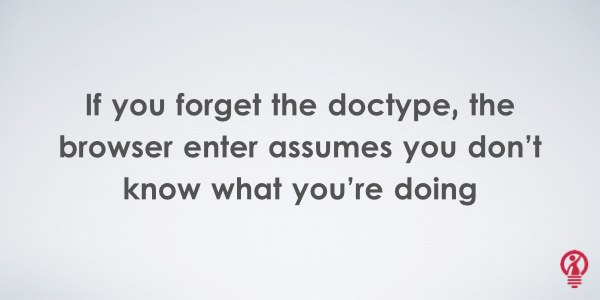 If you forget the doctype, the
browser enter assumes you don’t
know what you’re doing